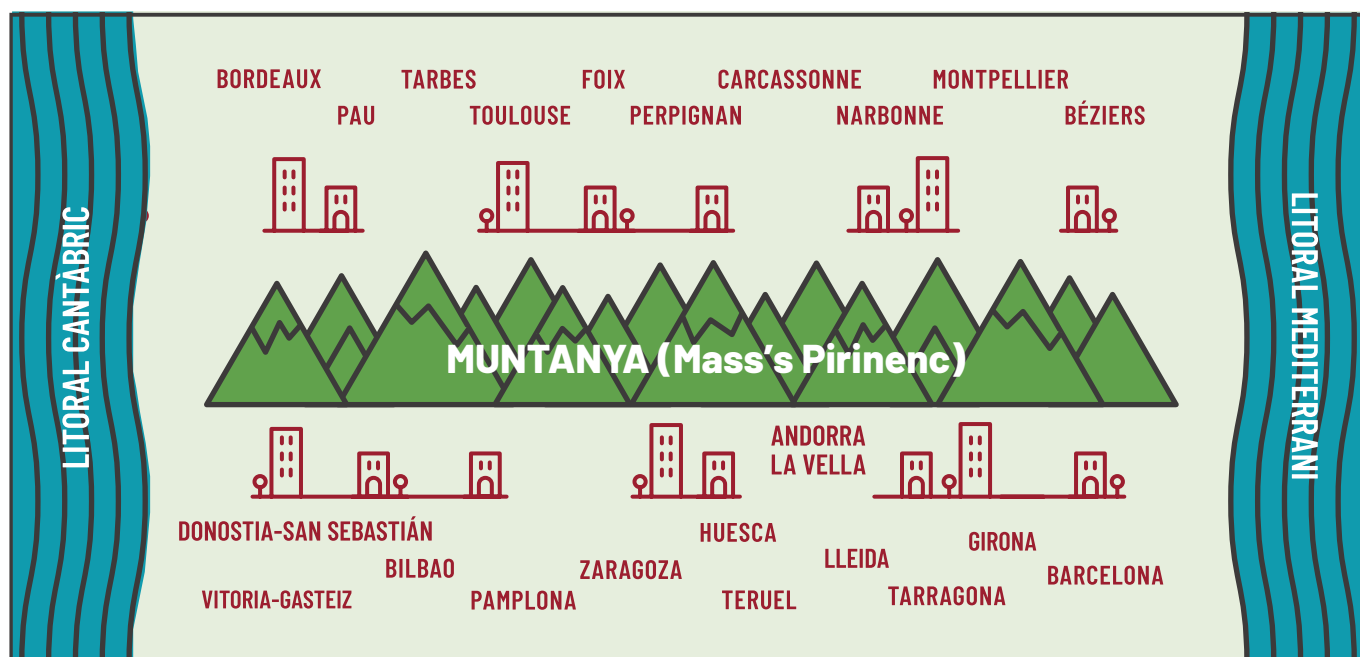 BORDEAUX TARBES FOIX CARCASSONNE MONTPELLIER
PAU TOULOUSE PERPIGNAN NARBONNE BÉZIERS
LITORAL CANTÀBRIC
LITORAL MEDITERRANI
MUNTANYA (Mass’s Pirinenc)
ANDORRA
LA VELLA
DONOSTIA-SAN SEBASTIÁN
HUESCA
GIRONA
LLEIDA
BILBAO
ZARAGOZA
BARCELONA
VITORIA-GASTEIZ
PAMPLONA
TERUEL
TARRAGONA